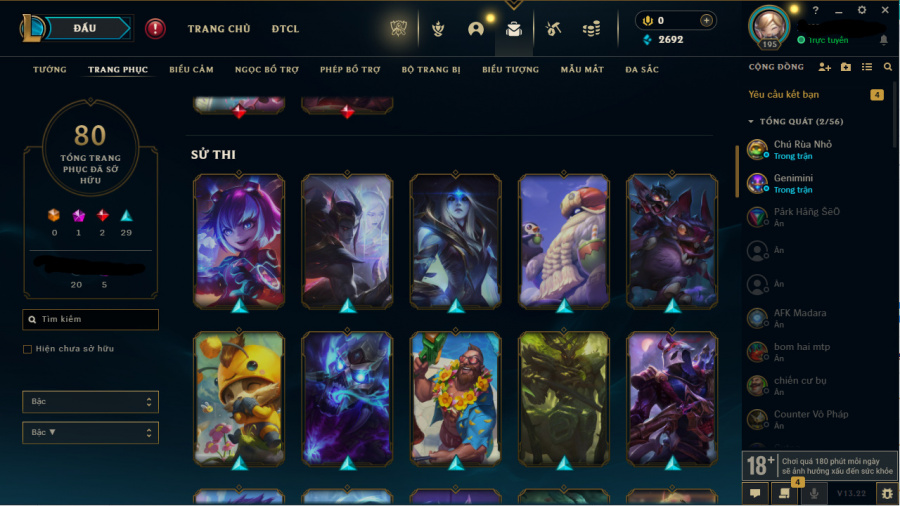 ĐẤU
TRANG CHỦ
ĐTCL
0
2692
195
Trực tuyến
TƯỚNG
TRANG PHỤC
BIỂU CẢM
NGỌC BỔ TRỢ
PHÉP BỔ TRỢ
BỘ TRANG BỊ
BIỂU TƯỢNG
MẪU MẮT
ĐA SẮC
CỘNG ĐỒNG
80
TỔNG TRANG
PHỤC ĐÃ SỞ
HỮU
0 1 2 29
20 5
Tìm kiếm
Hiện chưa sở hữu
Bậc
Bậc ▼
SỬ THI
Yêu cầu kết bạn
4
TỔNG QUÁT (2/56)
Chú Rùa Nhỏ
Trong trận
Genimini
Trong trận
Ẩn
Ẩn
Ẩn
AFK Madara
Ẩn
bom hai mtp
Ẩn
chiến cơ bụ
Ẩn
Counter Võ Pháp
Ẩn
18+
Chơi quá 180 phút mỗi ngày
sẽ ảnh hưởng xấu đến sức khỏe
4
V13.22